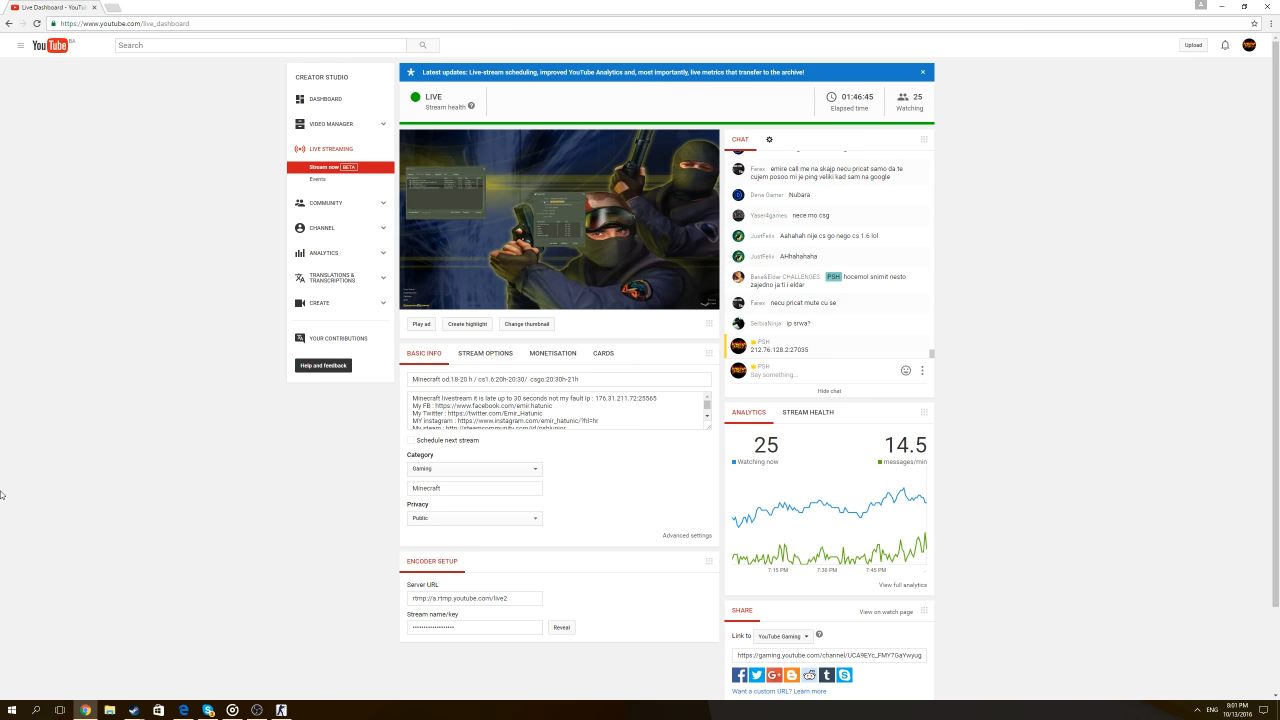 Live Dashboard - YouTu
https://www.youtube.com/live_dashboard
YouTube BA
Search
Upload
CREATOR STUDIO
DASHBOARD
VIDEO MANAGER
LIVE STREAMING
Stream now BETA
Events
COMMUNITY
CHANNEL
ANALYTICS
TRANSLATIONS &
TRANSCRIPTIONS
CREATE
YOUR CONTRIBUTIONS
Help and feedback
Latest updates: Live-stream scheduling, improved YouTube Analytics and, most importantly, live metrics that transfer to the archive!
LIVE
Stream health
01:46:45
Elapsed time
25
Watching
Play ad
Create highlight
Change thumbnail
BASIC INFO
STREAM OPTIONS
MONETISATION
CARDS
Minecraft od:18-20 h / cs1.6:20h-20:30/ csgo:20:30h-21h
Minecraft livestream it is late up to 30 seconds not my fault Ip : 176.31.211.72:25565
My FB : https://www.facebook.com/emir.hatunic
My Twitter : https://twitter.com/Emir_Hatunic
MY instagram : https://www.instagram.com/emir_hatunic/?hl=hr
Schedule next stream
Category
Gaming
Minecraft
Privacy
Public
Advanced settings
ENCODER SETUP
Server URL
rtmp://a.rtmp.youtube.com/live2
Stream name/key
Reveal
CHAT
Farex emire call me na skajp necu pricat samo da te
cujem posoo mi je ping veliki kad sam na google
Dena Gamer Nubara
Yaser4games nece mo csg
JustFelix Aahahah nije cs go nego cs 1.6 lol
JustFelix AHhahahaha
Bake&Eldar CHALLENGES PSH hocemol snimit nesto
zajedno ja ti i eldar
Farex necu pricat mute cu se
SerbiaNinja ip srwa?
PSH
212.76.128.2:27035
PSH
Say something...
Hide chat
ANALYTICS
STREAM HEALTH
25
Watching now
14.5
messages/min
7:15 PM 7:30 PM 7:45 PM
View full analytics
SHARE
View on watch page
Link to
YouTube Gaming
https://gaming.youtube.com/channel/UCA9EYc_FMY7GaYwyug
Want a custom URL? Learn more
ENG
8:01 PM
10/13/2016